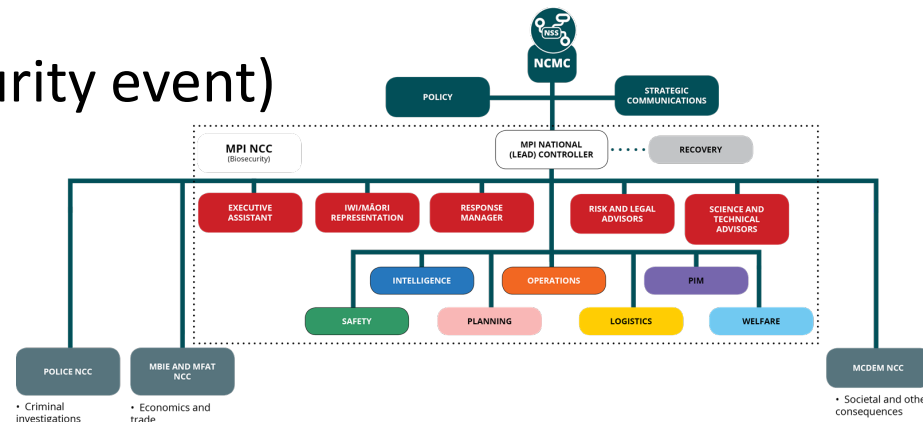 urity event)
NSS
NCMC
POLICY
STRATEGIC
COMMUNICATIONS
MPI NCC
(Biosecurity)
MPI NATIONAL
(LEAD) CONTROLLER
RECOVERY
EXECUTIVE
ASSISTANT
IWI/MĀORI
REPRESENTATION
RESPONSE
MANAGER
RISK AND LEGAL
ADVISORS
SCIENCE AND
TECHNICAL
ADVISORS
INTELLIGENCE
OPERATIONS
PIM
SAFETY
PLANNING
LOGISTICS
WELFARE
POLICE NCC
MBIE AND MFAT
NCC
MCDEM NCC
• Criminal
investigations
• Economics and
trade
• Societal and othe
consequences